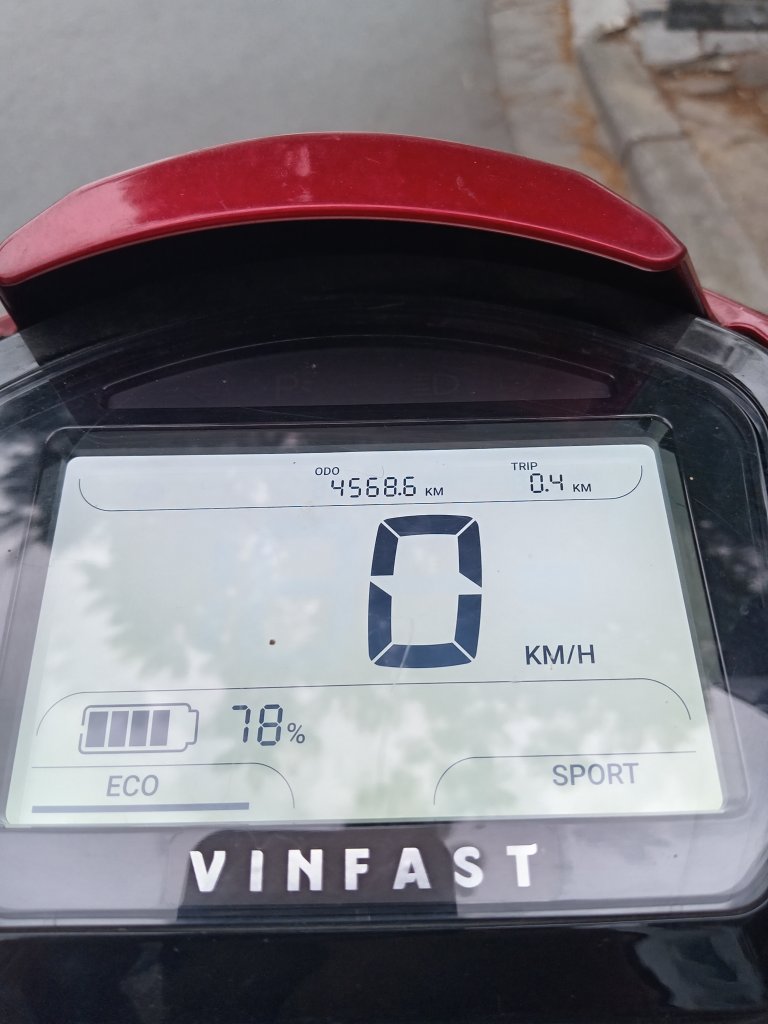 ODO 4568.6 KM TRIP 0.4 KM
0 KM/H
78%
ECO SPORT
VINFAST